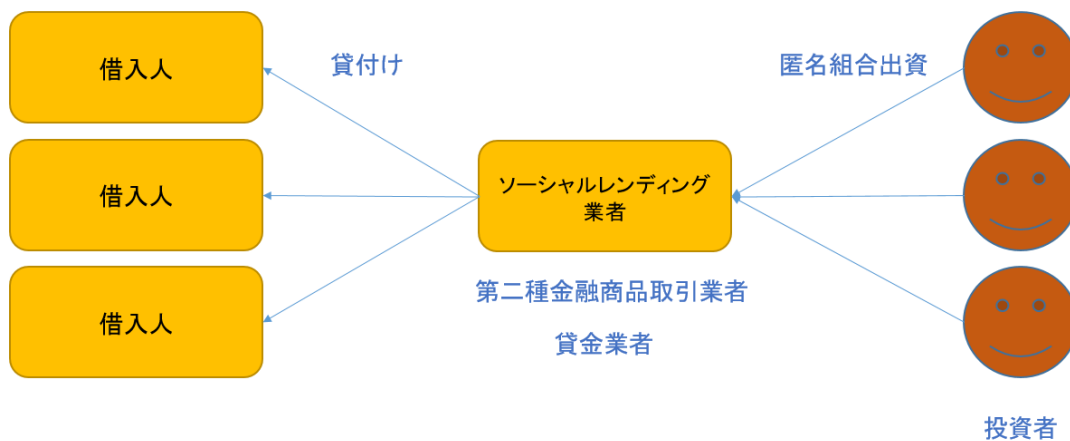 借入人
貸付け
匿名組合出資
借入人
ソーシャルレンディング
業者
借入人
第二種金融商品取引業者
貸金業者
投資者